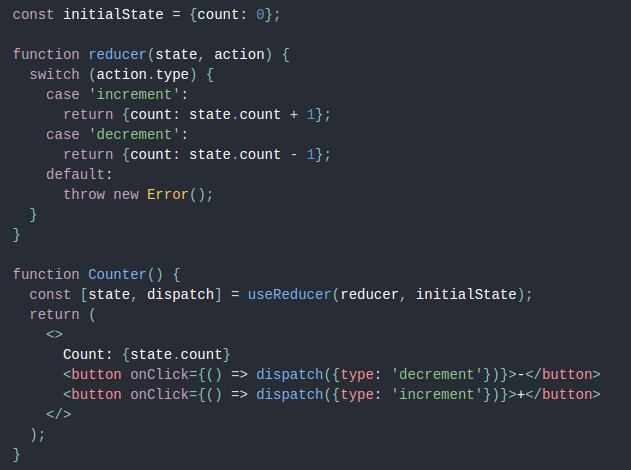 const initialState = {count: 0};

function reducer(state, action) {
  switch (action.type) {
    case 'increment':
      return {count: state.count + 1};
    case 'decrement':
      return {count: state.count - 1};
    default:
      throw new Error();
  }
}

function Counter() {
  const [state, dispatch] = useReducer(reducer, initialState);
  return (
    <>
      Count: {state.count}
      <button onClick={() => dispatch({type: 'decrement'})}>-</button>
      <button onClick={() => dispatch({type: 'increment'})}>+</button>
    </>
  );
}